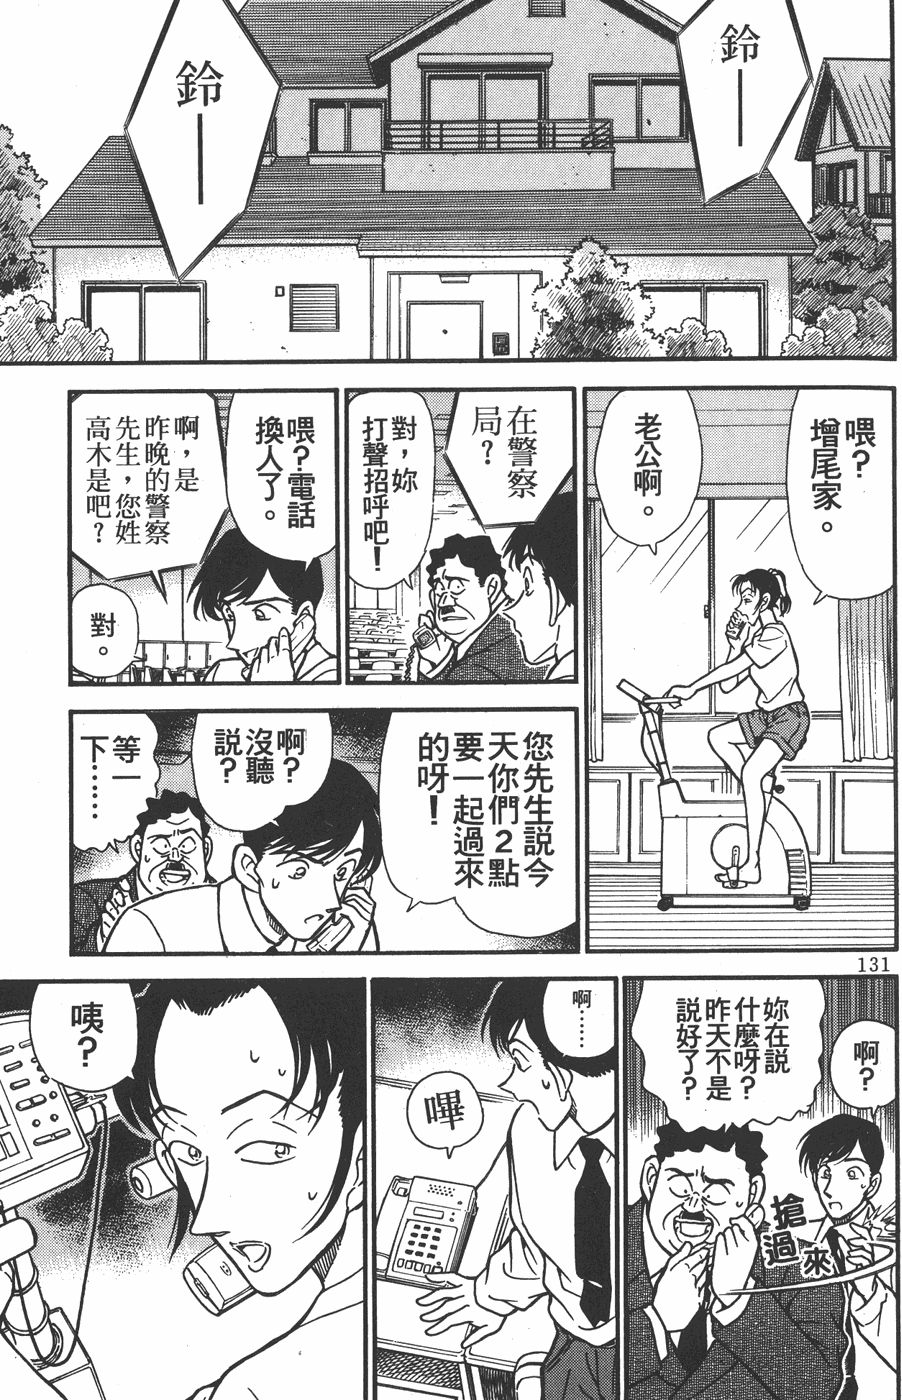 鈴
—
鈴
—
喂?
增尾家。
老公啊。
在警察
局?
對,妳
打聲招呼吧!
喂?電話
換人了。
啊,是
昨晚的警察
先生,您姓
高木是吧?
對。
您先生說今
天你們2點
要一起過來
的呀!
啊?
沒聽
說?
等一
下……
131
啊?
妳在說
什麼呀?
昨天不是
說好了?
搶
過
來
啊……
嗶
咦?